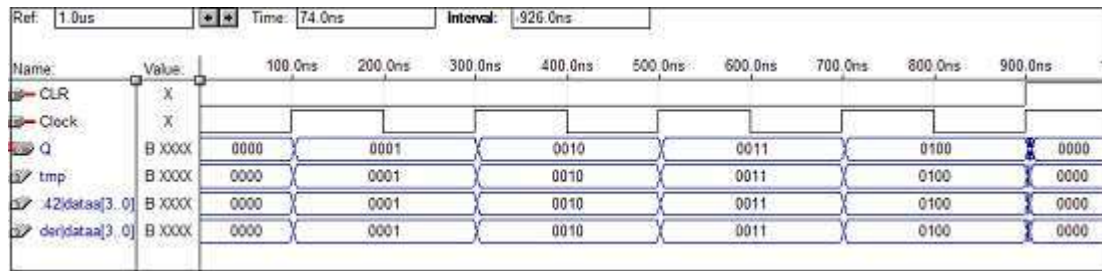 Ref: 1.0us Time: 74.0ns Interval: -926.0ns
Name: Value: 100.0ns 200.0ns 300.0ns 400.0ns 500.0ns 600.0ns 700.0ns 800.0ns 900.0ns
CLR X
Clock X
Q B XXXX 0000 0001 0010 0011 0100 0000
tmp B XXXX 0000 0001 0010 0011 0100 0000
42|dataa[3..0] B XXXX 0000 0001 0010 0011 0100 0000
der|dataa[3..0] B XXXX 0000 0001 0010 0011 0100 0000